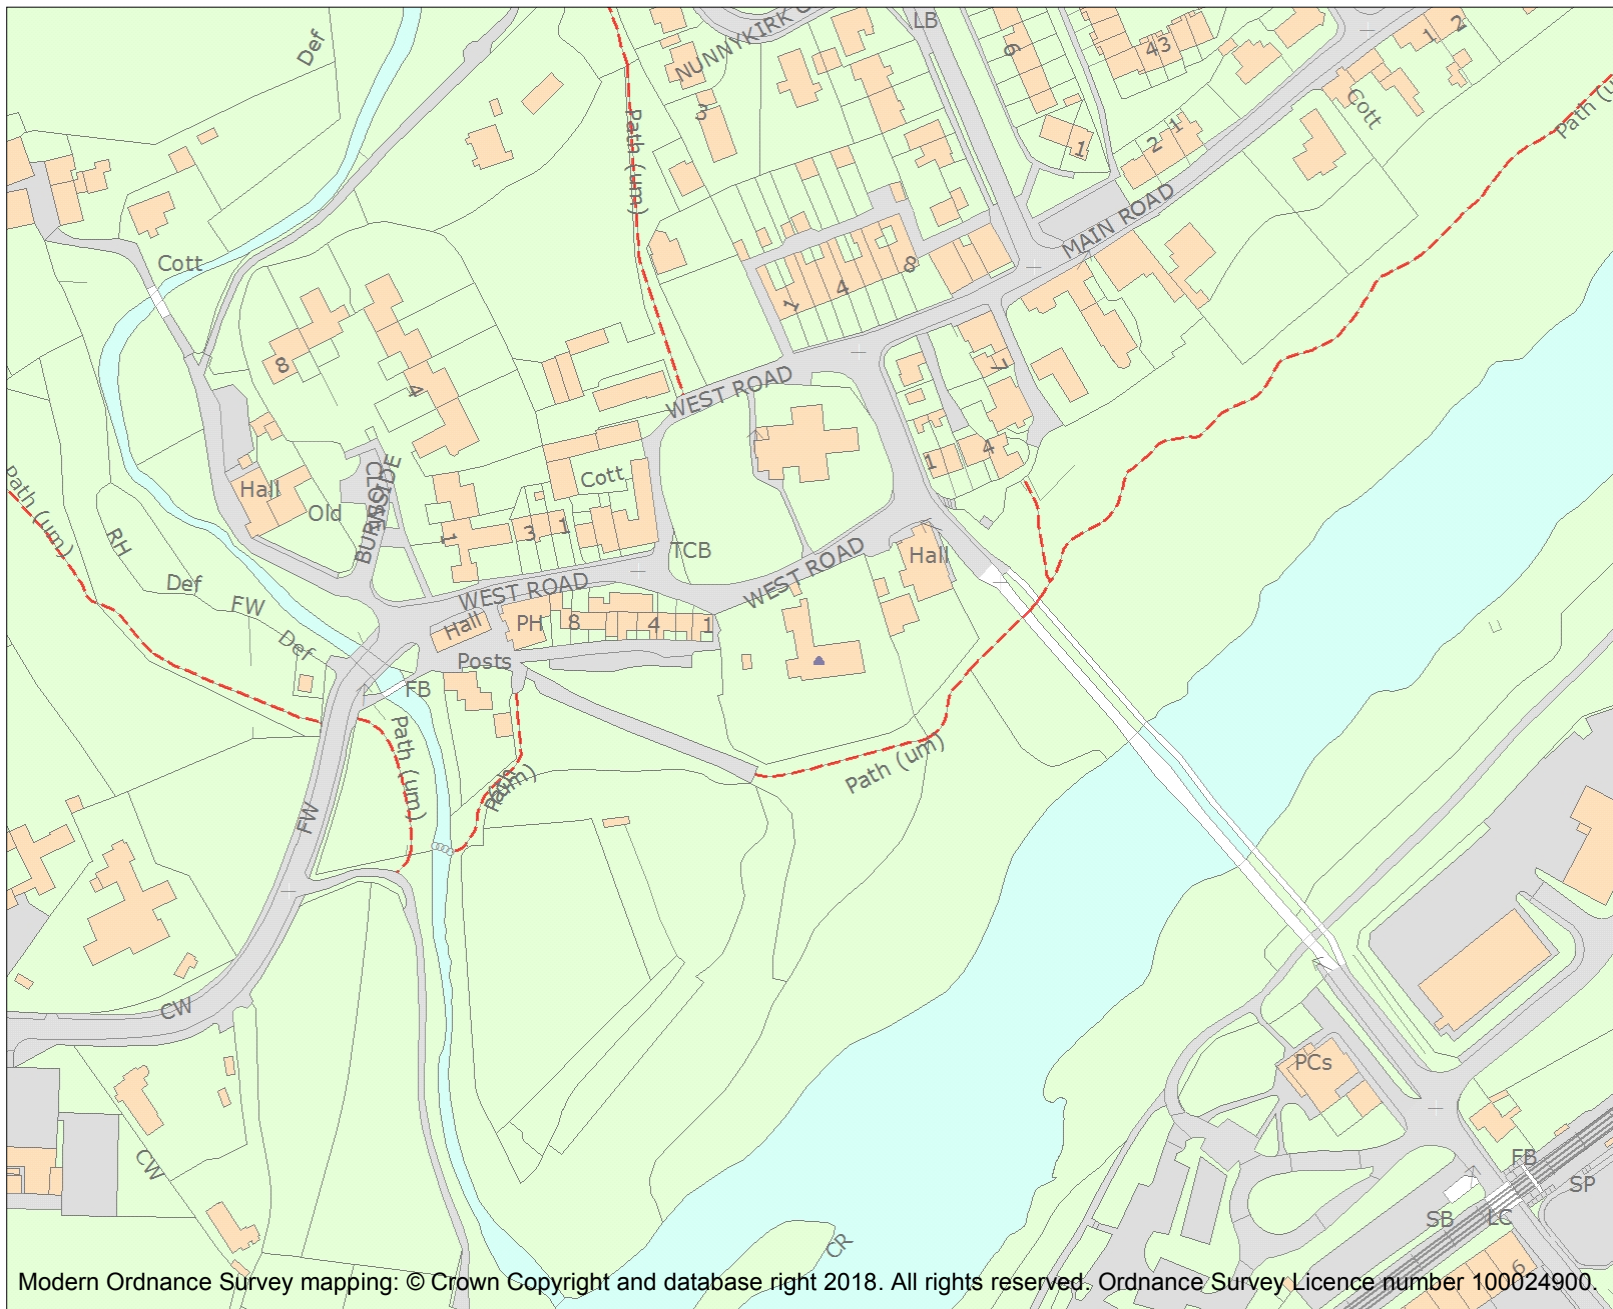 NUNNYKIRK
LB
Def
6
43
1 2
3
Path (um)
Cott
Path (u
1
2 1
MAIN ROAD
Cott
8
1 4 8
8
4
7
WEST ROAD
1 4
Cott
Hall
Old
BURNSIDE
CLOSE
Path (um)
RH
1
3 1
TCB
WEST ROAD
Hall
Def
FW
WEST ROAD
Def
Hall
PH
8 4 1
Posts
FB
Path (um)
Path (um)
Path (um)
FW
CW
PCs
CW
FB
SP
SB
LC
CR
6
Modern Ordnance Survey mapping: © Crown Copyright and database right 2018. All rights reserved. Ordnance Survey Licence number 100024900.